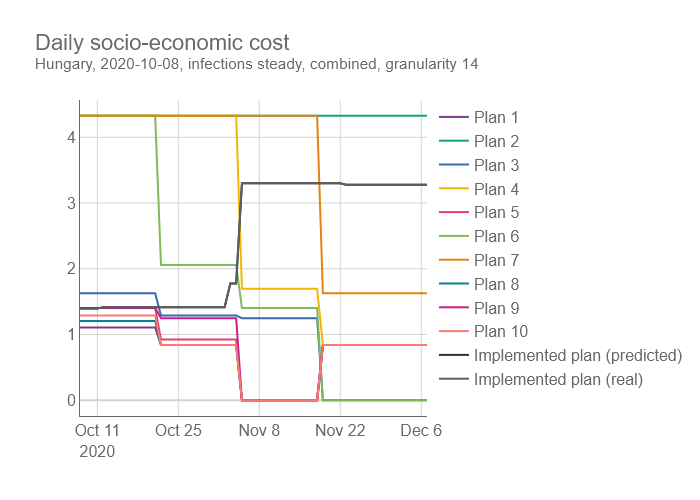 Daily socio-economic cost
Hungary, 2020-10-08, infections steady, combined, granularity 14
4
3
2
1
0
Oct 11
2020
Oct 25
Nov 8
Nov 22
Dec 6
Plan 1
Plan 2
Plan 3
Plan 4
Plan 5
Plan 6
Plan 7
Plan 8
Plan 9
Plan 10
Implemented plan (predicted)
Implemented plan (real)